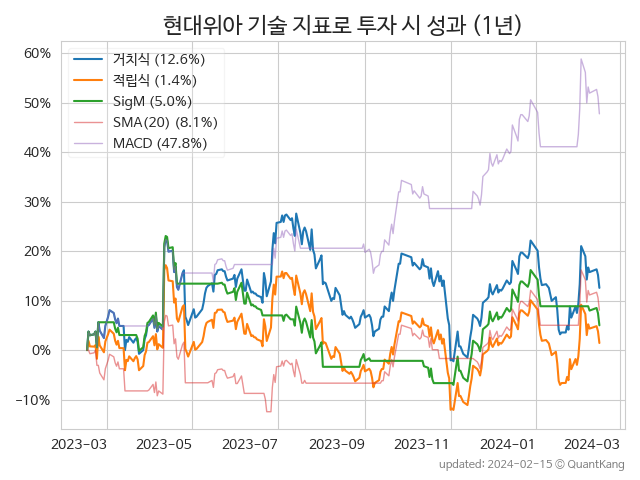 현대위아 기술 지표로 투자 시 성과 (1년)
거치식 (12.6%)
적립식 (1.4%)
SigM (5.0%)
SMA(20) (8.1%)
MACD (47.8%)
60%
50%
40%
30%
20%
10%
0%
−10%
2023-03 2023-05 2023-07 2023-09 2023-11 2024-01 2024-03
updated: 2024-02-15 © QuantKang